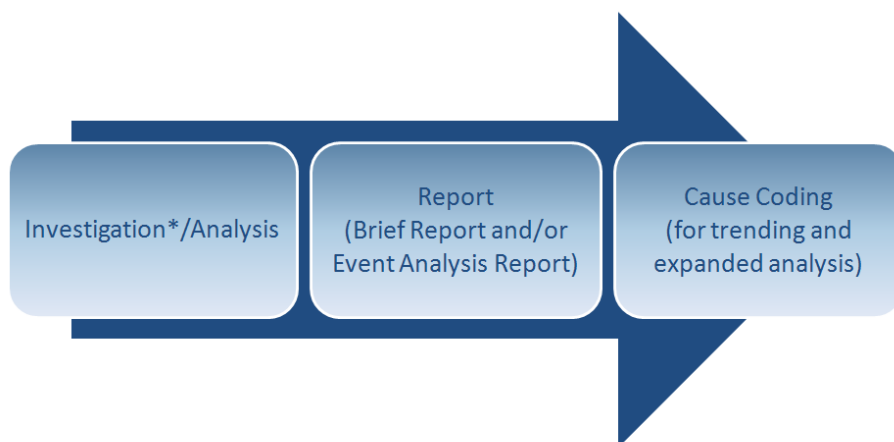 Investigation*/Analysis
Report
(Brief Report and/or
Event Analysis Report)
Cause Coding
(for trending and
expanded analysis)